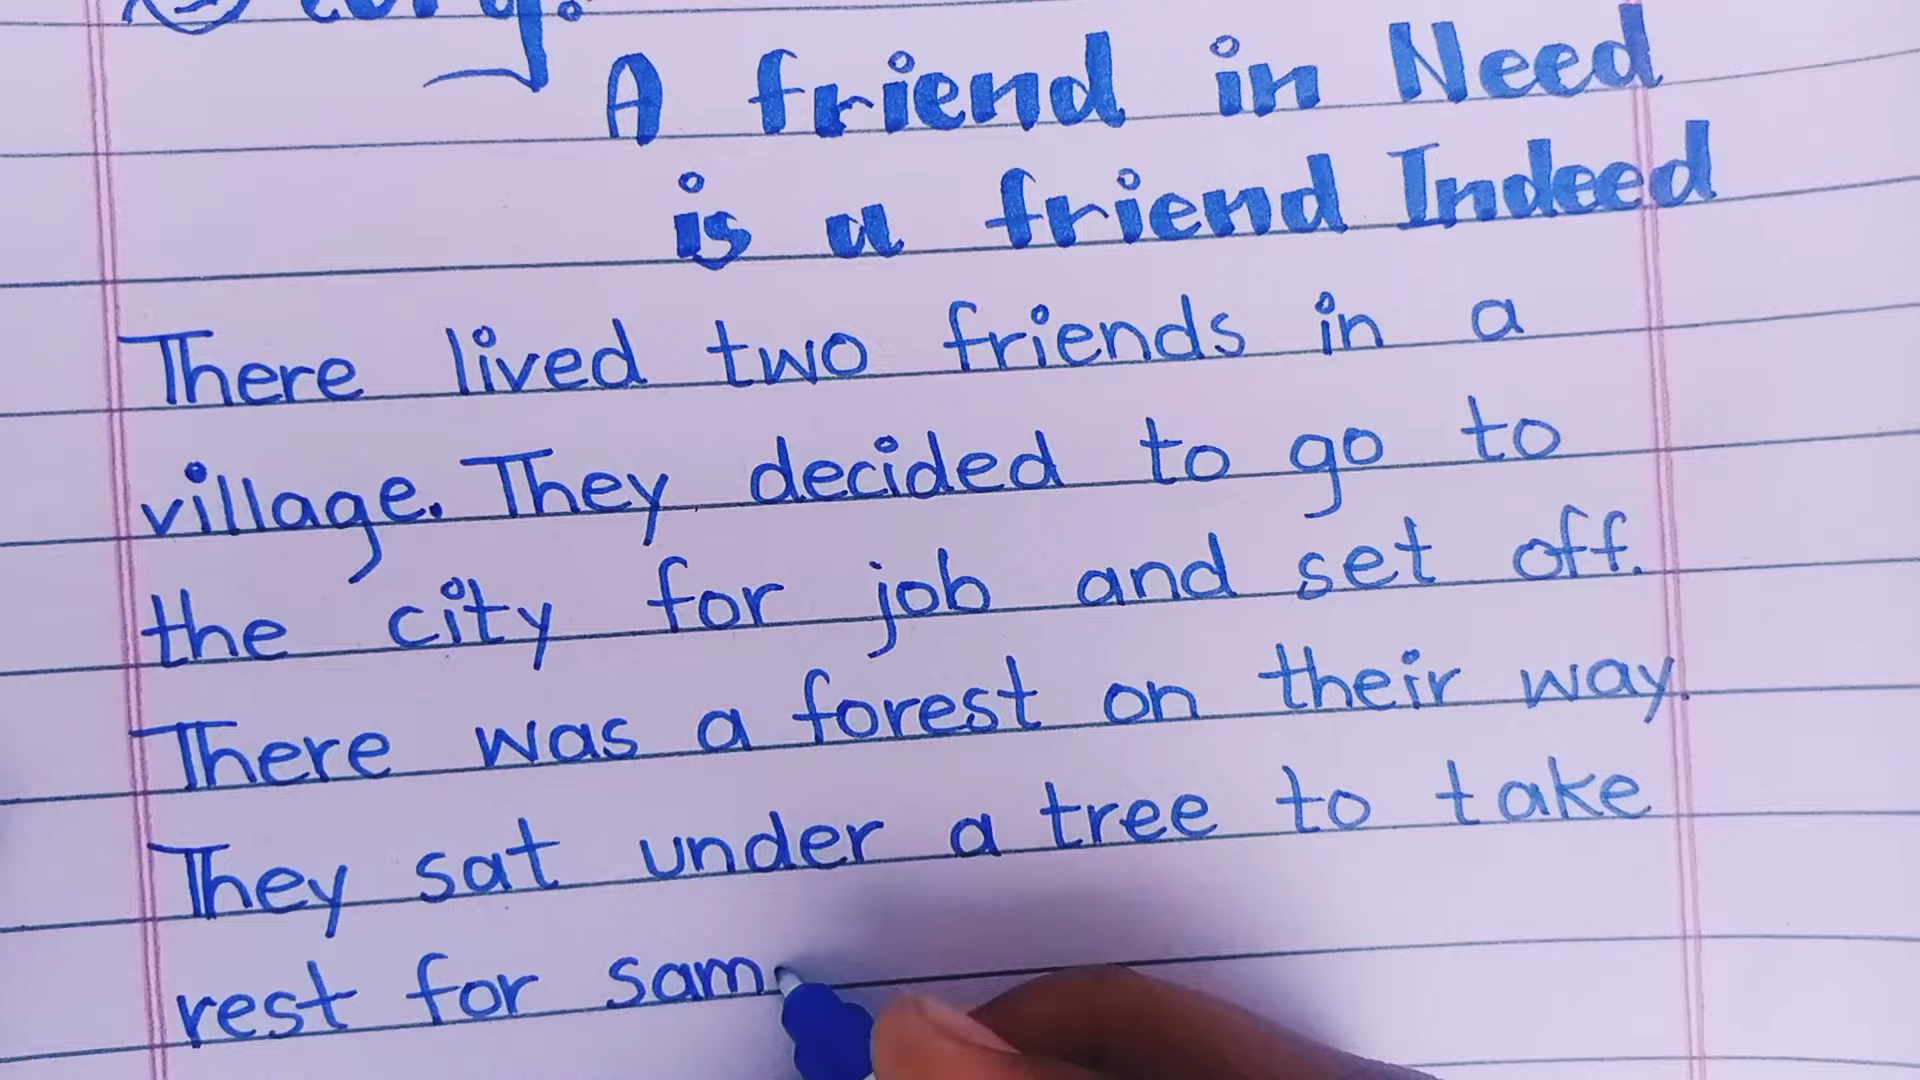 A friend in Need
is a friend Indeed
There lived two friends in a
village. They decided to go to
the city for job and set off.
There was a forest on their way.
They sat under a tree to take
rest for sam